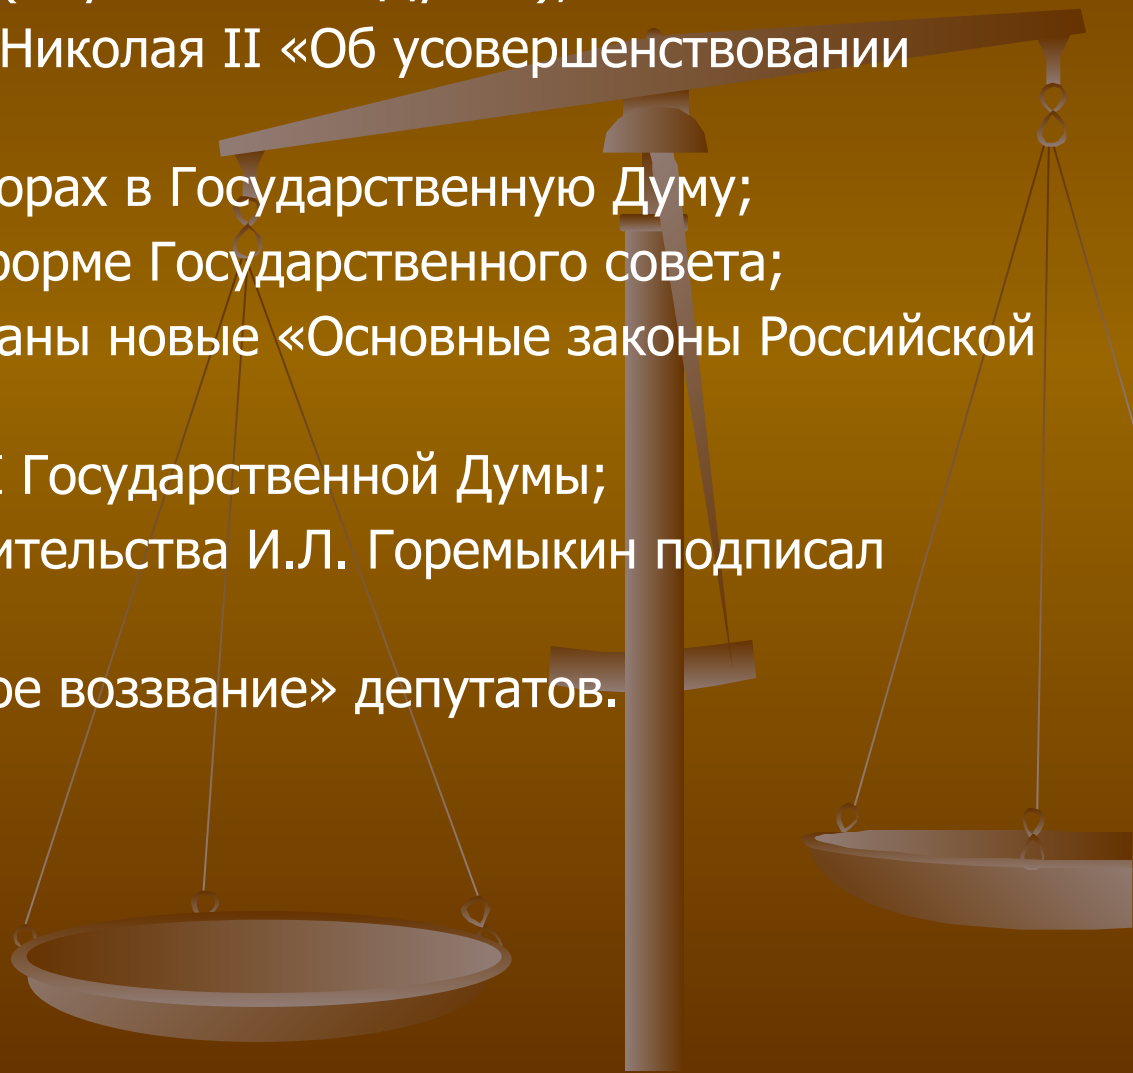 Николая II «Об усовершенствовании
орах в Государственную Думу;
орме Государственного совета;
аны новые «Основные законы Российской
Государственной Думы;
ительства И.Л. Горемыкин подписал
ое воззвание» депутатов.